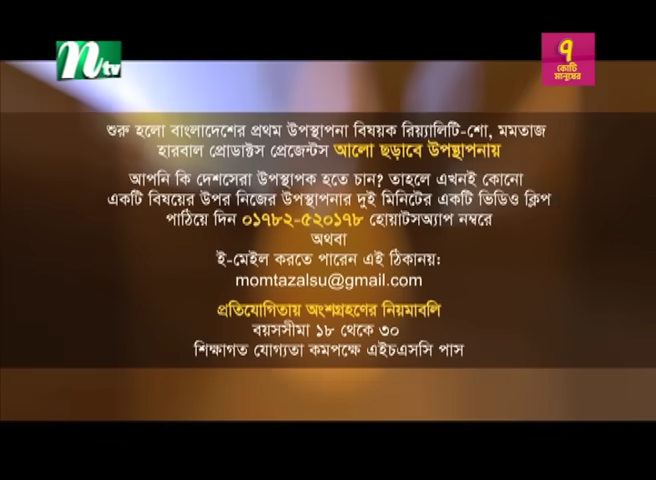 ntv
৭
কোটি
মানুষের
শুরু হলো বাংলাদেশের প্রথম উপস্থাপনা বিষয়ক রিয়্যালিটি-শো, মমতাজ
হারবাল প্রোডাক্টস প্রেজেন্টস আলো ছড়াবে উপস্থাপনায়
আপনি কি দেশসেরা উপস্থাপক হতে চান? তাহলে এখনই কোনো
একটি বিষয়ের উপর নিজের উপস্থাপনার দুই মিনিটের একটি ভিডিও ক্লিপ
পাঠিয়ে দিন ০১৭৮২-৫২০১৭৮ হোয়াটসঅ্যাপ নম্বরে
অথবা
ই-মেইল করতে পারেন এই ঠিকানয়:
momtazalsu@gmail.com
প্রতিযোগিতায় অংশগ্রহণের নিয়মাবলি
বয়সসীমা ১৮ থেকে ৩০
শিক্ষাগত যোগ্যতা কমপক্ষে এইচএসসি পাস